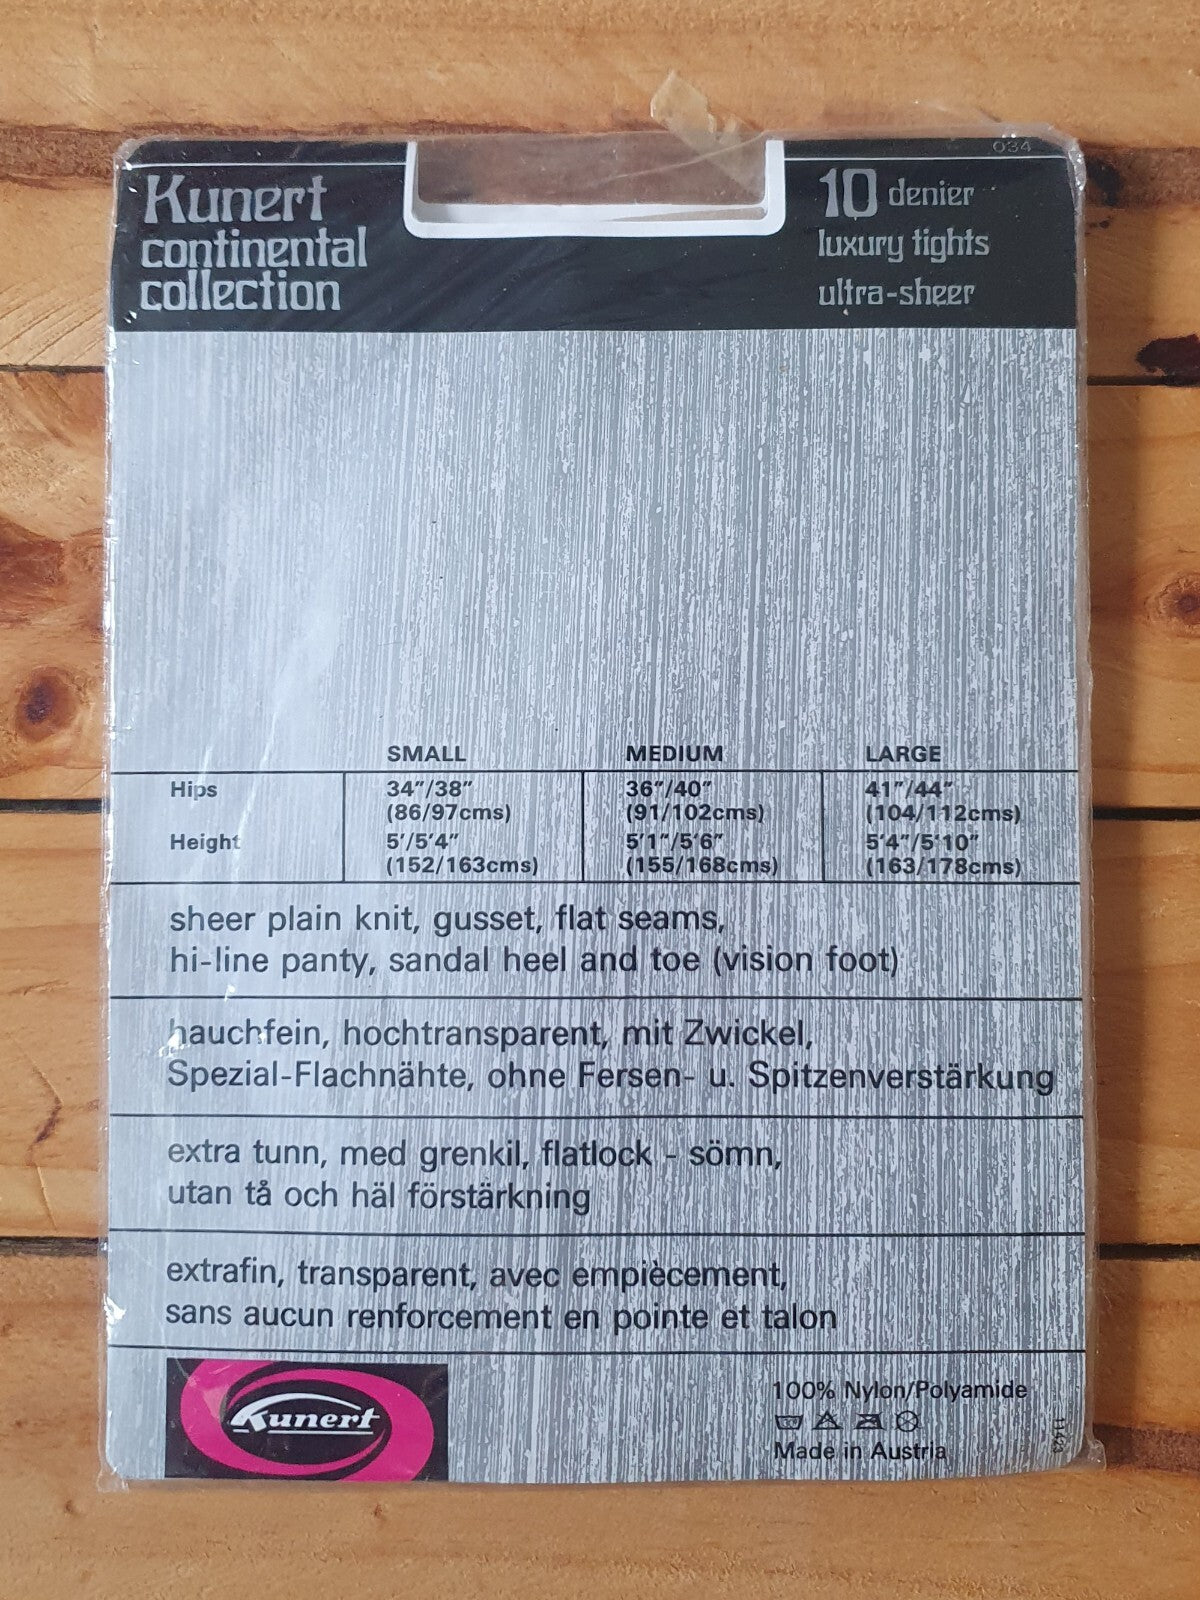 034
Kunert
continental
collection
10 denier
luxury tights
ultra-sheer
SMALL MEDIUM LARGE
Hips 34"/38" 36"/40" 41"/44"
(86/97cms) (91/102cms) (104/112cms)
Height 5'/5'4" 5'1"/5'6" 5'4"/5'10"
(152/163cms) (155/168cms) (163/178cms)
sheer plain knit, gusset, flat seams,
hi-line panty, sandal heel and toe (vision foot)
hauchfein, hochtransparent, mit Zwickel,
Spezial-Flachnähte, ohne Fersen- u. Spitzenverstärkung
extra tunn, med grenkil, flatlock - sömn,
utan tå och häl förstärkning
extrafin, transparent, avec empiècement,
sans aucun renforcement en pointe et talon
Kunert
100% Nylon/Polyamide
Made in Austria